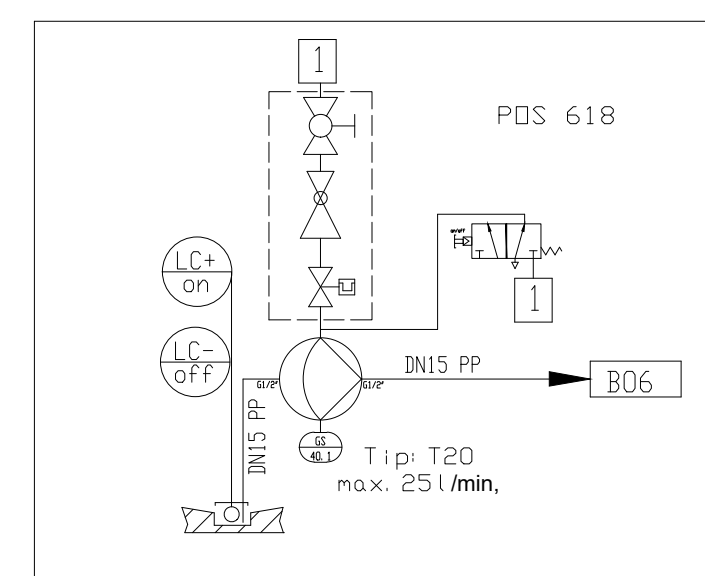 1
POS 618
on/off
LC+
on
1
LC-
off
DN15 PP
G1/2"
G1/2"
B06
DN15 PP
GS
40.1
Tip: T20
max. 25l/min,